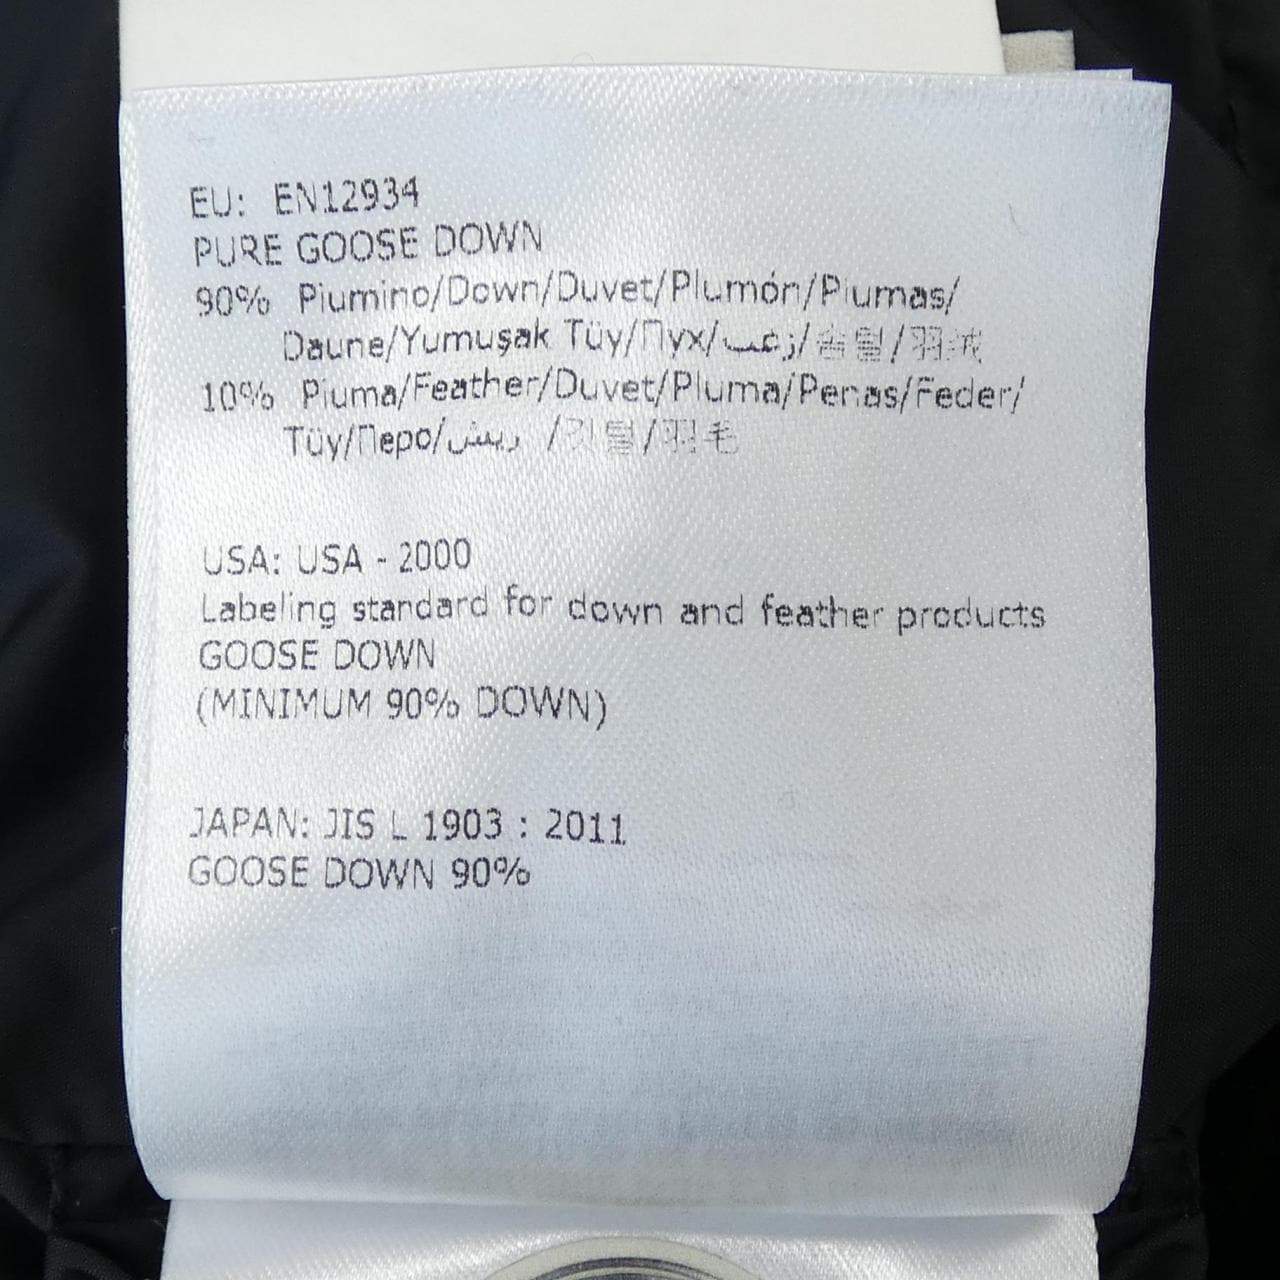 EU: EN12934
PURE GOOSE DOWN
90% Piumino/Down/Duvet/Plumón/Plumas/
Daune/Yumuşak Tüy/Пух/زغب/솜털/羽绒
10% Piuma/Feather/Duvet/Pluma/Penas/Feder/
Tüy/Перо/ريش /깃털/羽毛
USA: USA - 2000
Labeling standard for down and feather products
GOOSE DOWN
(MINIMUM 90% DOWN)
JAPAN: JIS L 1903 : 2011
GOOSE DOWN 90%